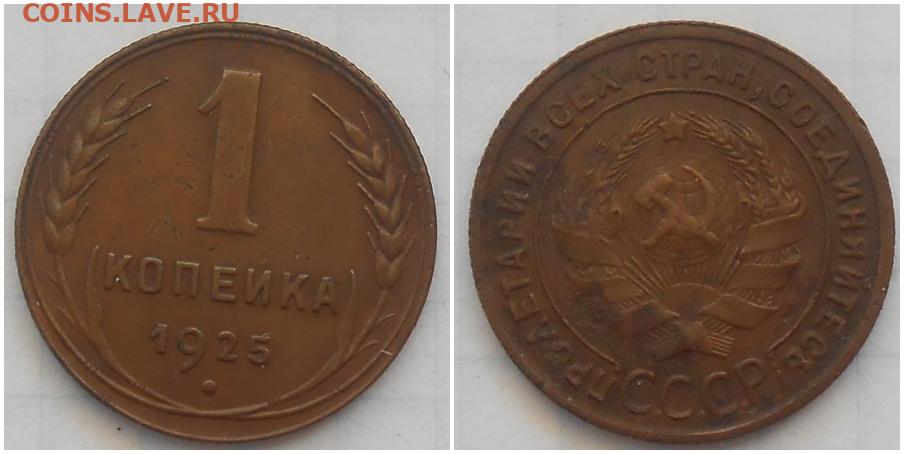 COINS.LAVE.RU
1
КОПЕЙКА
1925
ПРОЛЕТАРИИ ВСЕХ СТРАН, СОЕДИНЯЙТЕСЬ
С.С.С.Р.